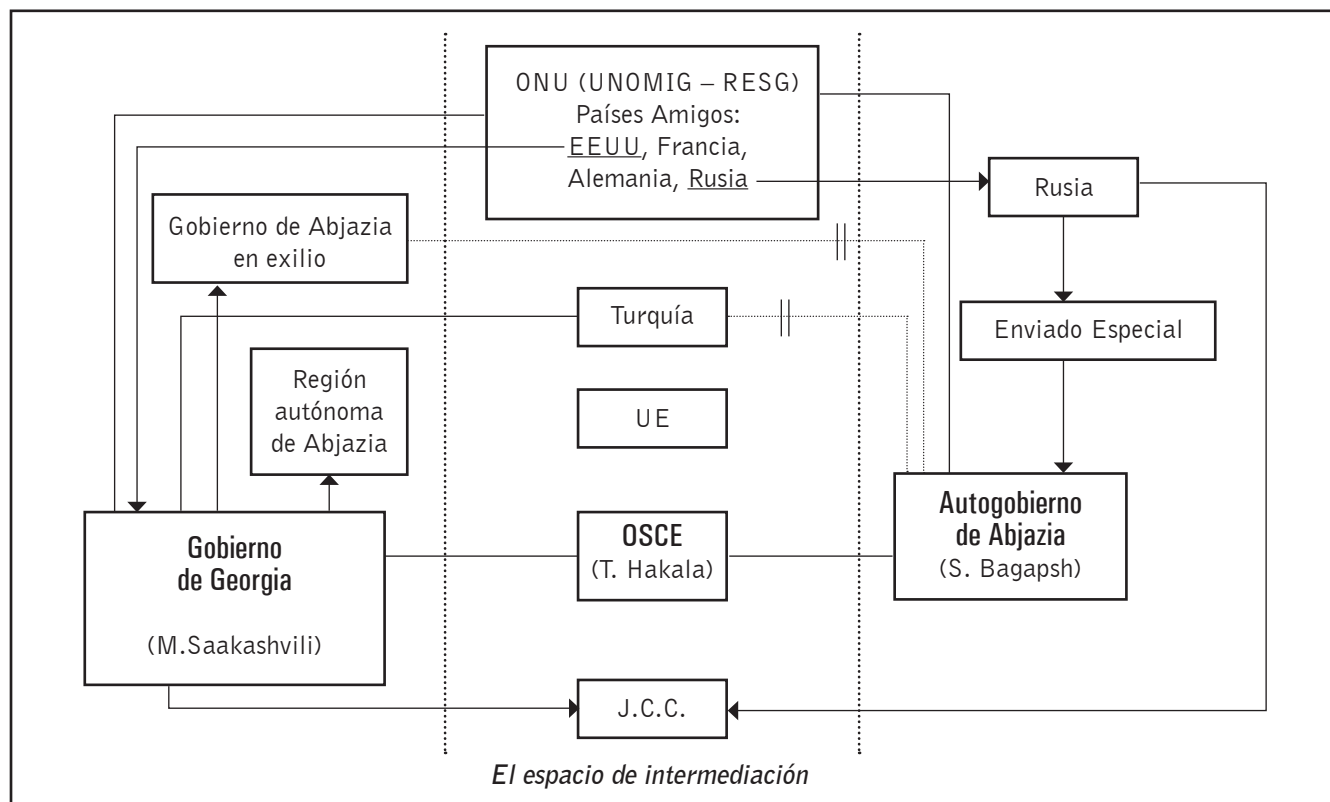 ONU (UNOMIG – RESG)
Países Amigos:
EEUU, Francia,
Alemania, Rusia
Rusia
Gobierno de Abjazia
en exilio
Turquía
Enviado Especial
Región
autónoma
de Abjazia
UE
Gobierno
de Georgia
(M.Saakashvili)
OSCE
(T. Hakala)
Autogobierno
de Abjazia
(S. Bagapsh)
J.C.C.
El espacio de intermediación